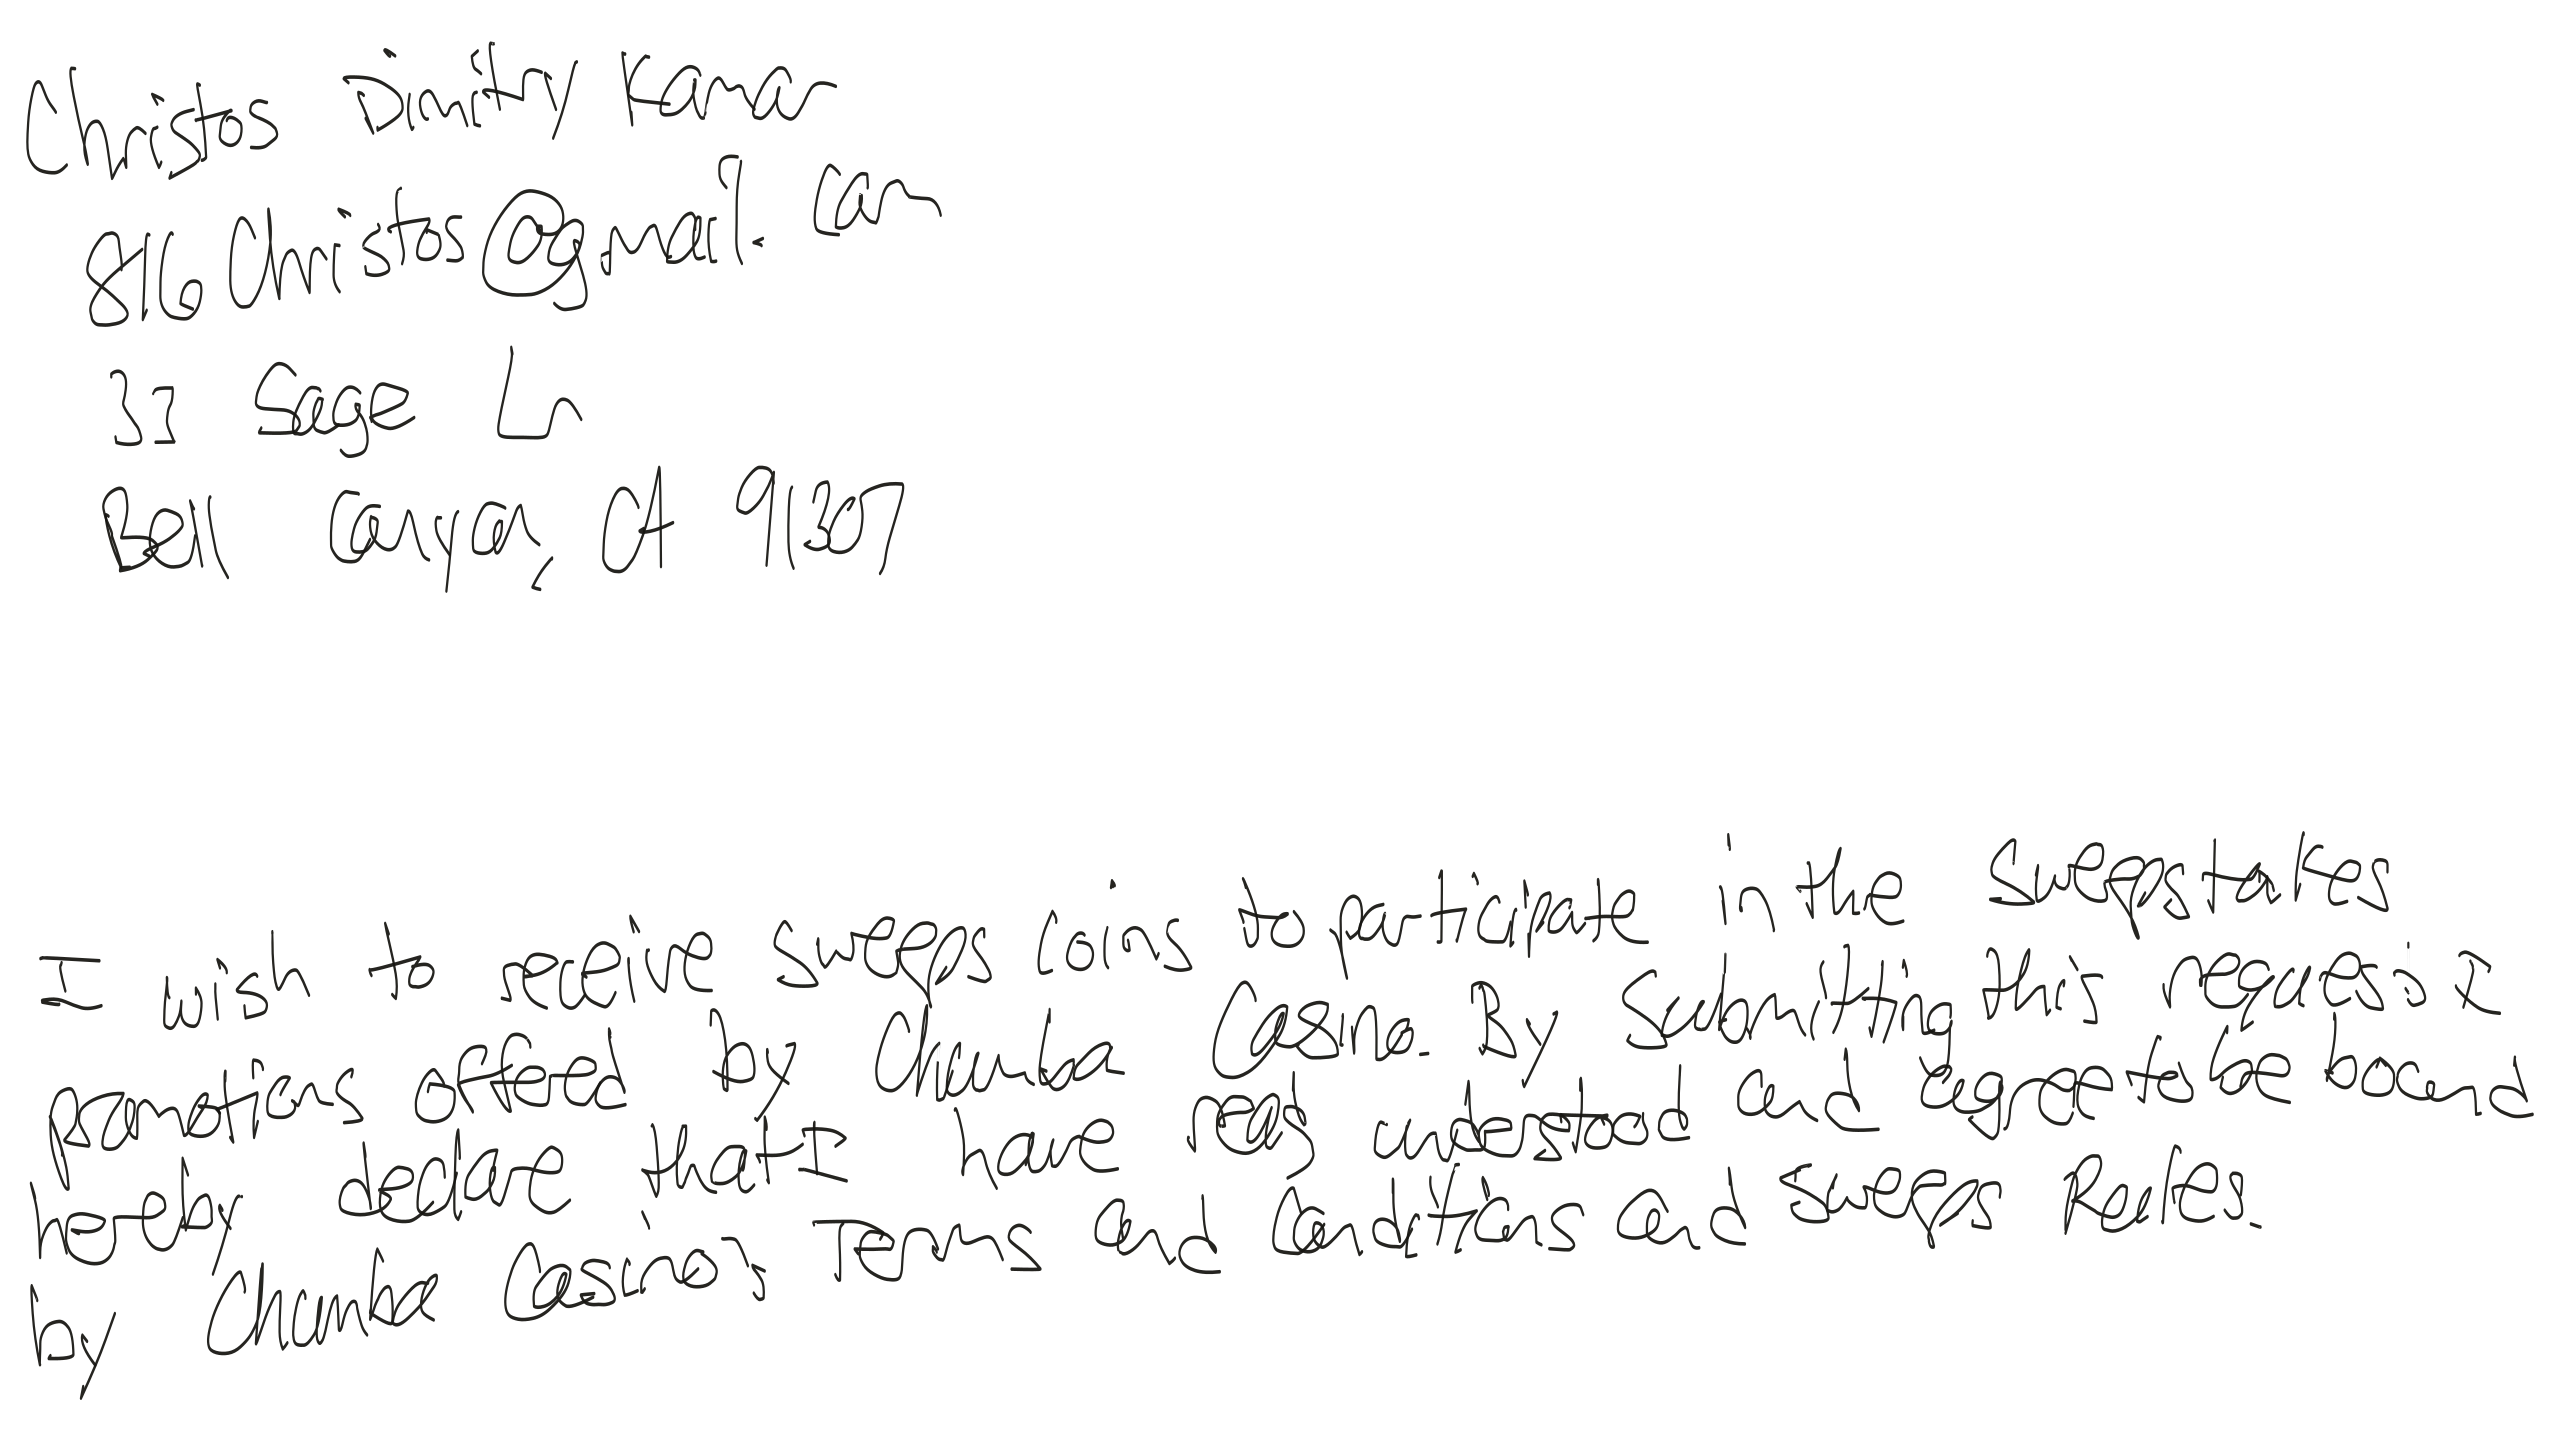 Christos Dimitry Kamar
816Christos@gmail.com
33 Sage Ln
Bell Canyon, CA 91307
I wish to receive sweeps coins to participate in the sweepstakes
promotions offered by Chumba Casino. By submitting this request I
hereby declare that I have read, understood and agree to be bound
by Chumba Casino's Terms and Conditions and Sweeps Rules.